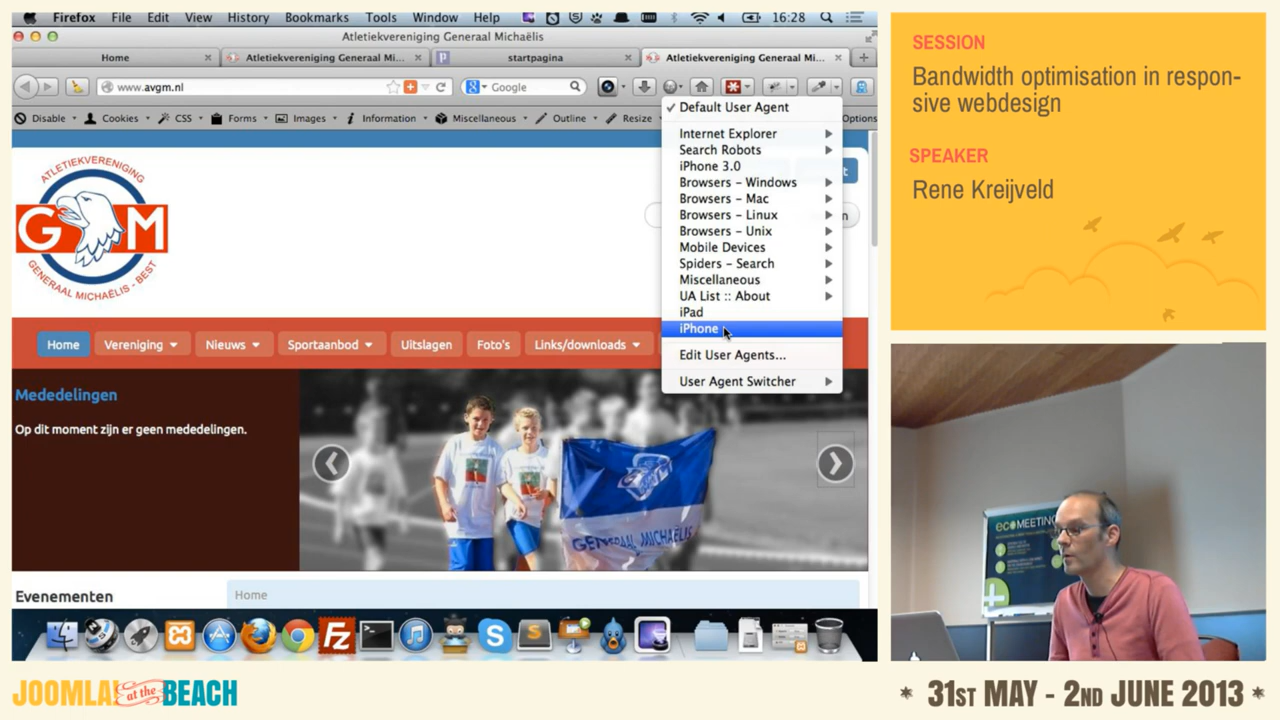 Firefox File Edit View History Bookmarks Tools Window Help 16:28
Atletiekvereniging Generaal Michaëlis
Home
Atletiekvereniging Generaal Mi...
startpagina
Atletiekvereniging Generaal Mi...
www.avgm.nl
Google
Disable Cookies CSS Forms Images Information Miscellaneous Outline Resize Options
Default User Agent
Internet Explorer
Search Robots
iPhone 3.0
Browsers - Windows
Browsers - Mac
Browsers - Linux
Browsers - Unix
Mobile Devices
Spiders - Search
Miscellaneous
UA List :: About
iPad
iPhone
Edit User Agents...
User Agent Switcher
ATLETIEKVERENIGING
G M
GENERAAL MICHAËLIS - BEST
Home Vereniging Nieuws Sportaanbod Uitslagen Foto's Links/downloads
Mededelingen
Op dit moment zijn er geen mededelingen.
GENERAAL MICHAËLIS
Evenementen
Home
SESSION
Bandwidth optimisation in respon-
sive webdesign
SPEAKER
Rene Kreijveld
ecoMEETING
JOOMLA! at the BEACH
* 31ST MAY - 2ND JUNE 2013 *